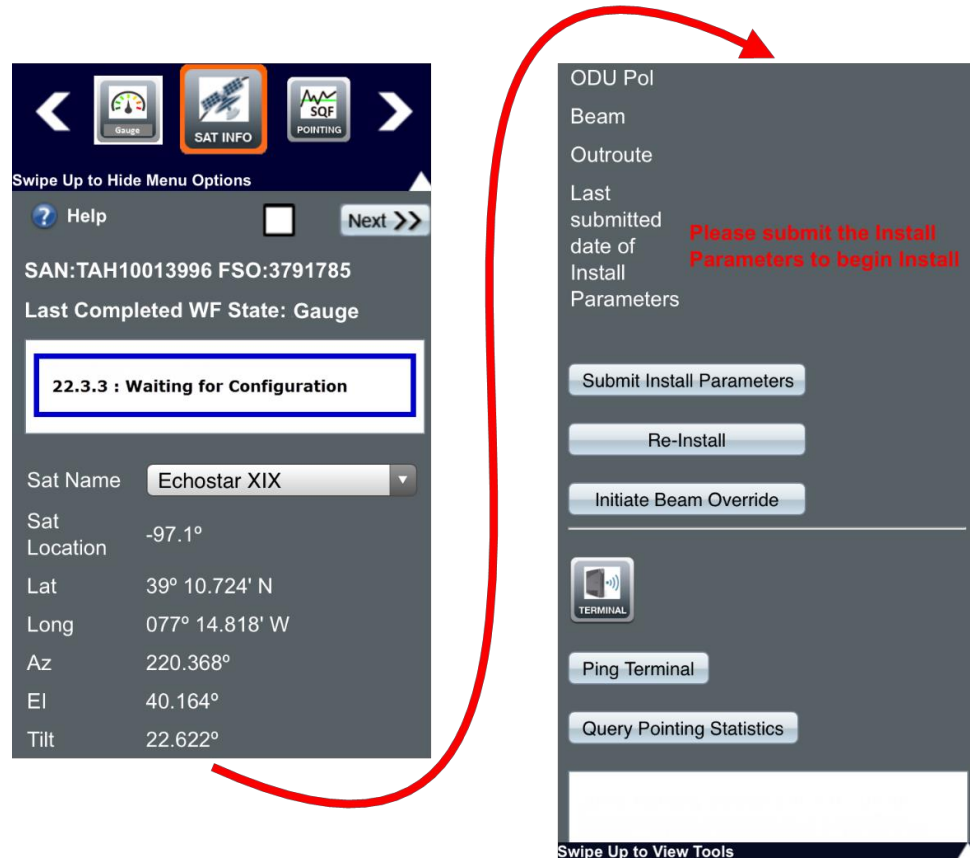 Gauge
SAT INFO
SQF
POINTING
Swipe Up to Hide Menu Options
? Help
Next >>
SAN:TAH10013996 FSO:3791785
Last Completed WF State: Gauge
22.3.3 : Waiting for Configuration
Sat Name Echostar XIX
Sat
Location -97.1º
Lat 39º 10.724' N
Long 077º 14.818' W
Az 220.368º
El 40.164º
Tilt 22.622º
ODU Pol
Beam
Outroute
Last
submitted
date of
Install
Parameters
Please submit the Install
Parameters to begin Install
Submit Install Parameters
Re-Install
Initiate Beam Override
TERMINAL
Ping Terminal
Query Pointing Statistics
Swipe Up to View Tools